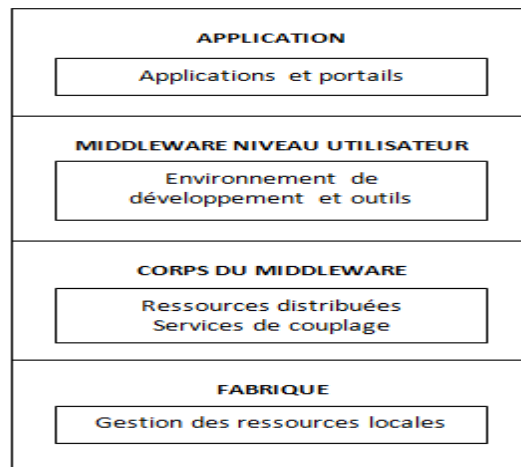 APPLICATION
Applications et portails
MIDDLEWARE NIVEAU UTILISATEUR
Environnement de
développement et outils
CORPS DU MIDDLEWARE
Ressources distribuées
Services de couplage
FABRIQUE
Gestion des ressources locales